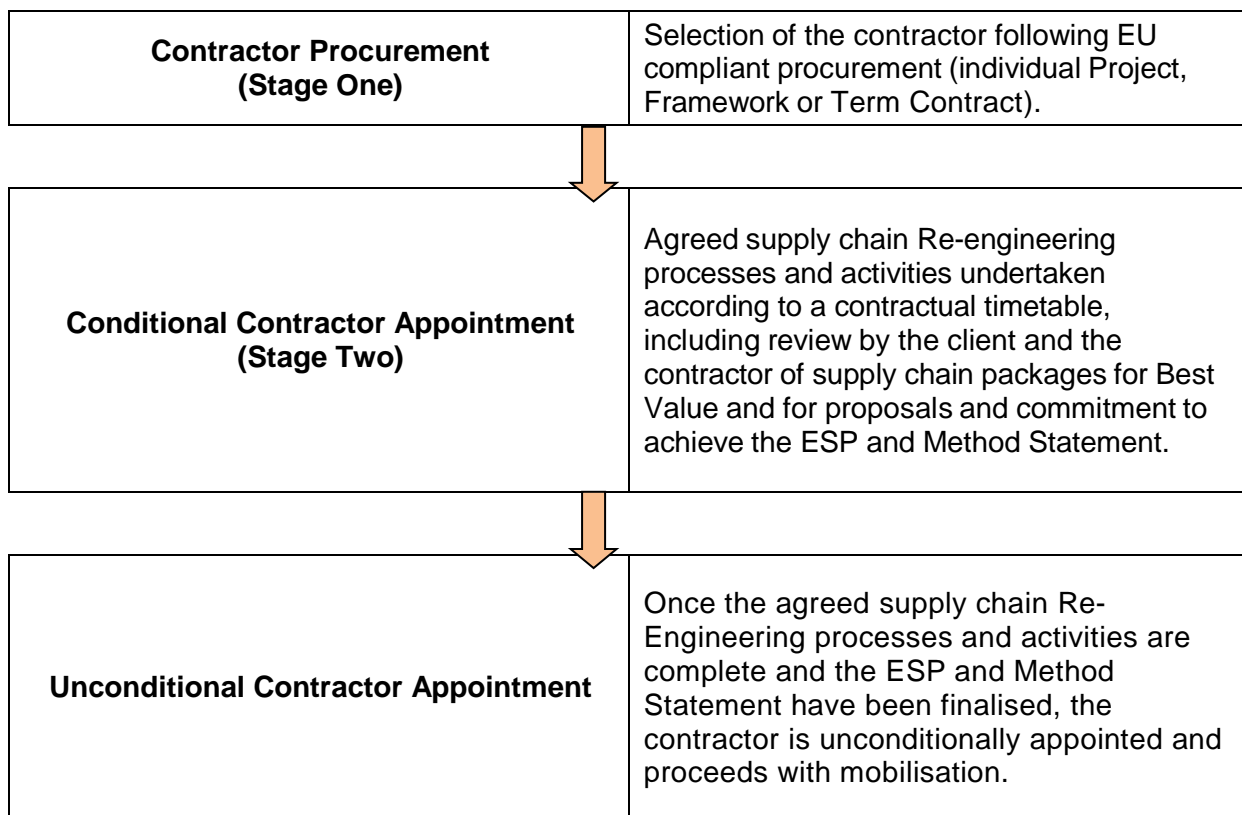 Contractor Procurement
(Stage One)
Selection of the contractor following EU
compliant procurement (individual Project,
Framework or Term Contract).
Conditional Contractor Appointment
(Stage Two)
Agreed supply chain Re-engineering
processes and activities undertaken
according to a contractual timetable,
including review by the client and the
contractor of supply chain packages for Best
Value and for proposals and commitment to
achieve the ESP and Method Statement.
Unconditional Contractor Appointment
Once the agreed supply chain Re-
Engineering processes and activities are
complete and the ESP and Method
Statement have been finalised, the
contractor is unconditionally appointed and
proceeds with mobilisation.